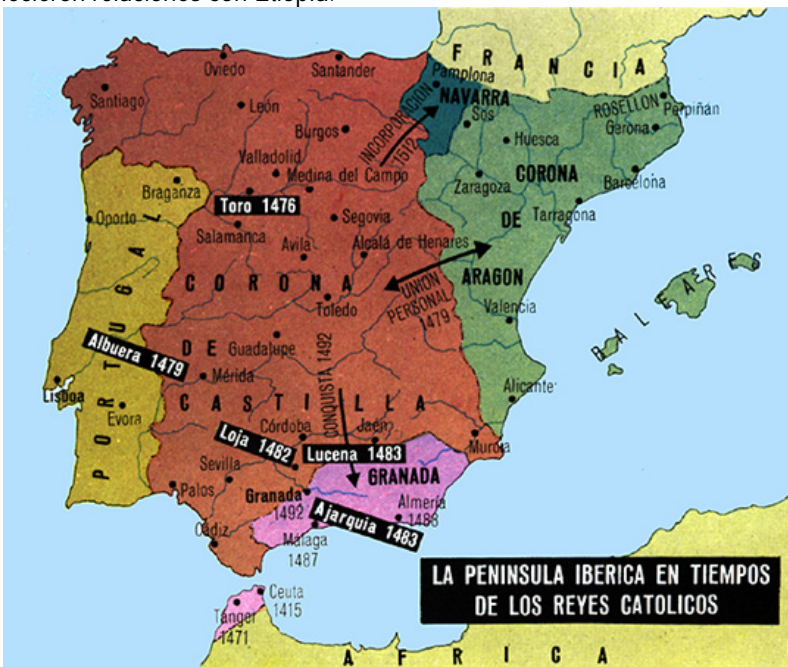 con Etiopía.
FRANCIA
Oviedo
Santander
Pamplona
Santiago
NAVARRA
ROSELLON
Perpiñán
León
INCORPORACION
1512
Sos
Gerona
Burgos
Huesca
Valladolid
CORONA
Medina del Campo
Zaragoza
Barcelona
Braganza
Toro 1476
DE
Tarragona
Oporto
Segovia
Salamanca
Avila
Alcalá de Henares
ARAGON
CORONA
UNION
PERSONAL
1479
BALEARES
Toledo
Valencia
PORTUGAL
Albuera 1479
DE
Guadalupe
CONQUISTA 1492
Mérida
Alicante
Lisboa
CASTILLA
Evora
Córdoba
Jaén
Murcia
Loja 1482
Lucena 1483
Sevilla
GRANADA
Palos
Granada
1492
Almería
1488
Ajarquia 1483
Cádiz
Málaga
1487
LA PENINSULA IBERICA EN TIEMPOS
DE LOS REYES CATOLICOS
Ceuta
1415
Tánger
1471
AFRICA